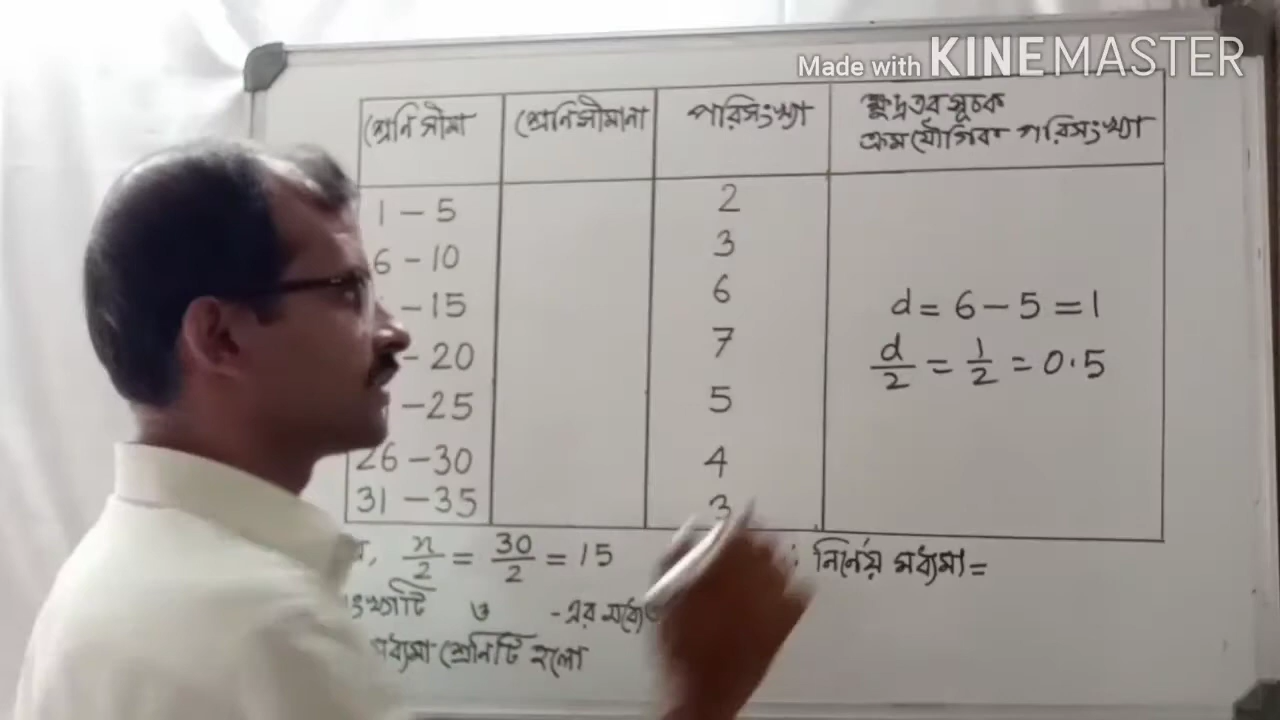 Made with KINEMASTER
শ্রেনি সীমা শ্রেনিসীমানা পরিসংখ্যা ক্ষুদ্রতর সূচক
ক্রমযৌগিক পরিসংখ্যা
1 – 5 2
6 – 10 3
– 15 6
– 20 7
– 25 5
26 – 30 4
31 – 35 3
d = 6 – 5 = 1
d/2 = 1/2 = 0.5
n/2 = 30/2 = 15
∴ নির্নেয় মধ্যমা =
ও -এর মধ্যে
মধ্যমা শ্রেনিটি হলো